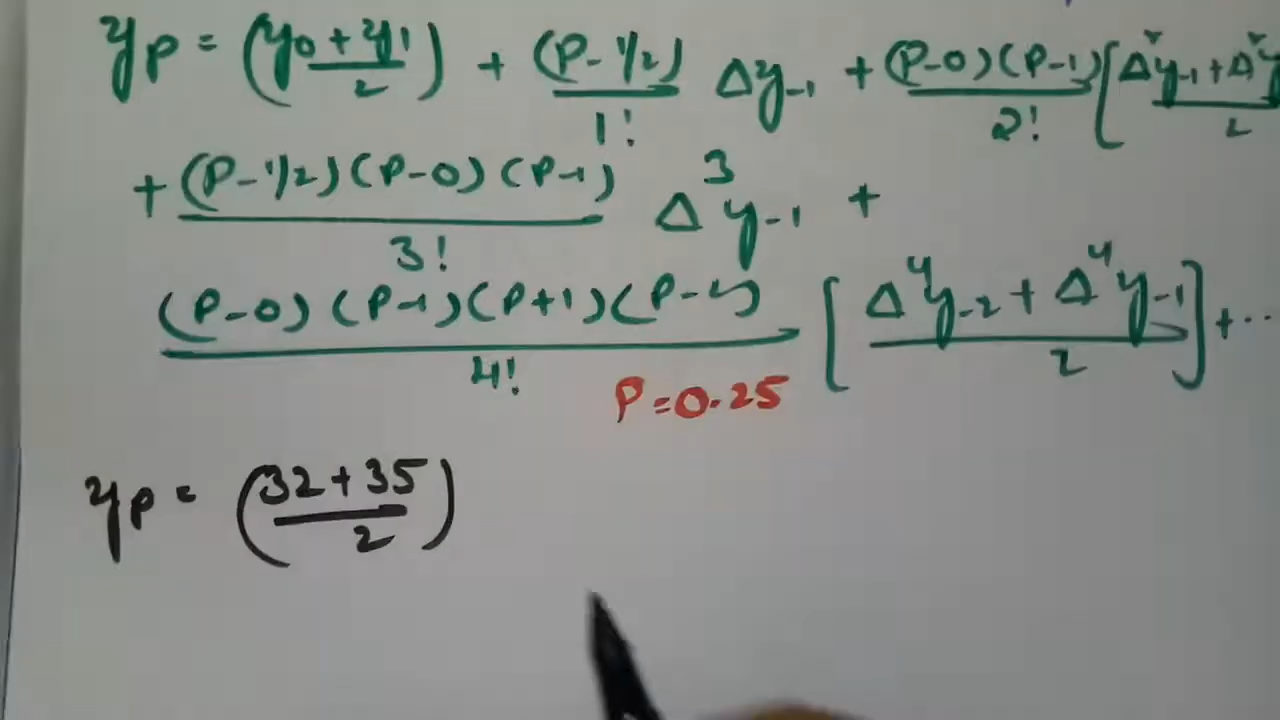 yp = (y0 + y1 / 2) + (P - 1/2) / 1! Δy-1 + (P-0)(P-1) / 2! [Δ²y-1 + Δ²y / 2
+ (P-1/2)(P-0)(P-1) / 3! Δ³y-1 +
(P-0)(P-1)(P+1)(P-2) / 4! [Δ⁴y-2 + Δ⁴y-1 / 2] + ...
P = 0.25
yp = (32 + 35 / 2)